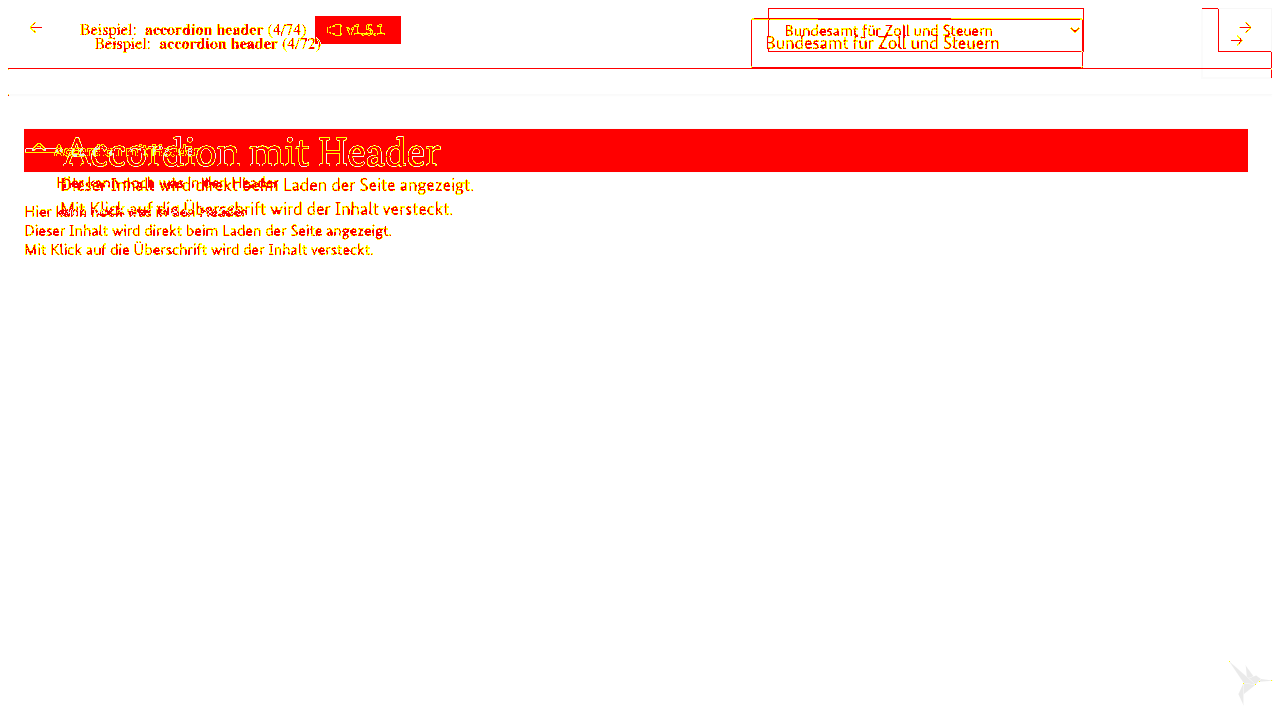 Beispiel: accordion header (4/74) v1.5.1
Bundesamt für Zoll und Steuern
Beispiel: accordion header (4/72)
Bundesamt für Zoll und Steuern
Accordion mit Header
Accordion mit Header
Hier kann noch was in den Header
Dieser Inhalt wird direkt beim Laden der Seite angezeigt.
Mit Klick auf die Überschrift wird der Inhalt versteckt.
Hier kann noch was in den Header
Dieser Inhalt wird direkt beim Laden der Seite angezeigt.
Mit Klick auf die Überschrift wird der Inhalt versteckt.